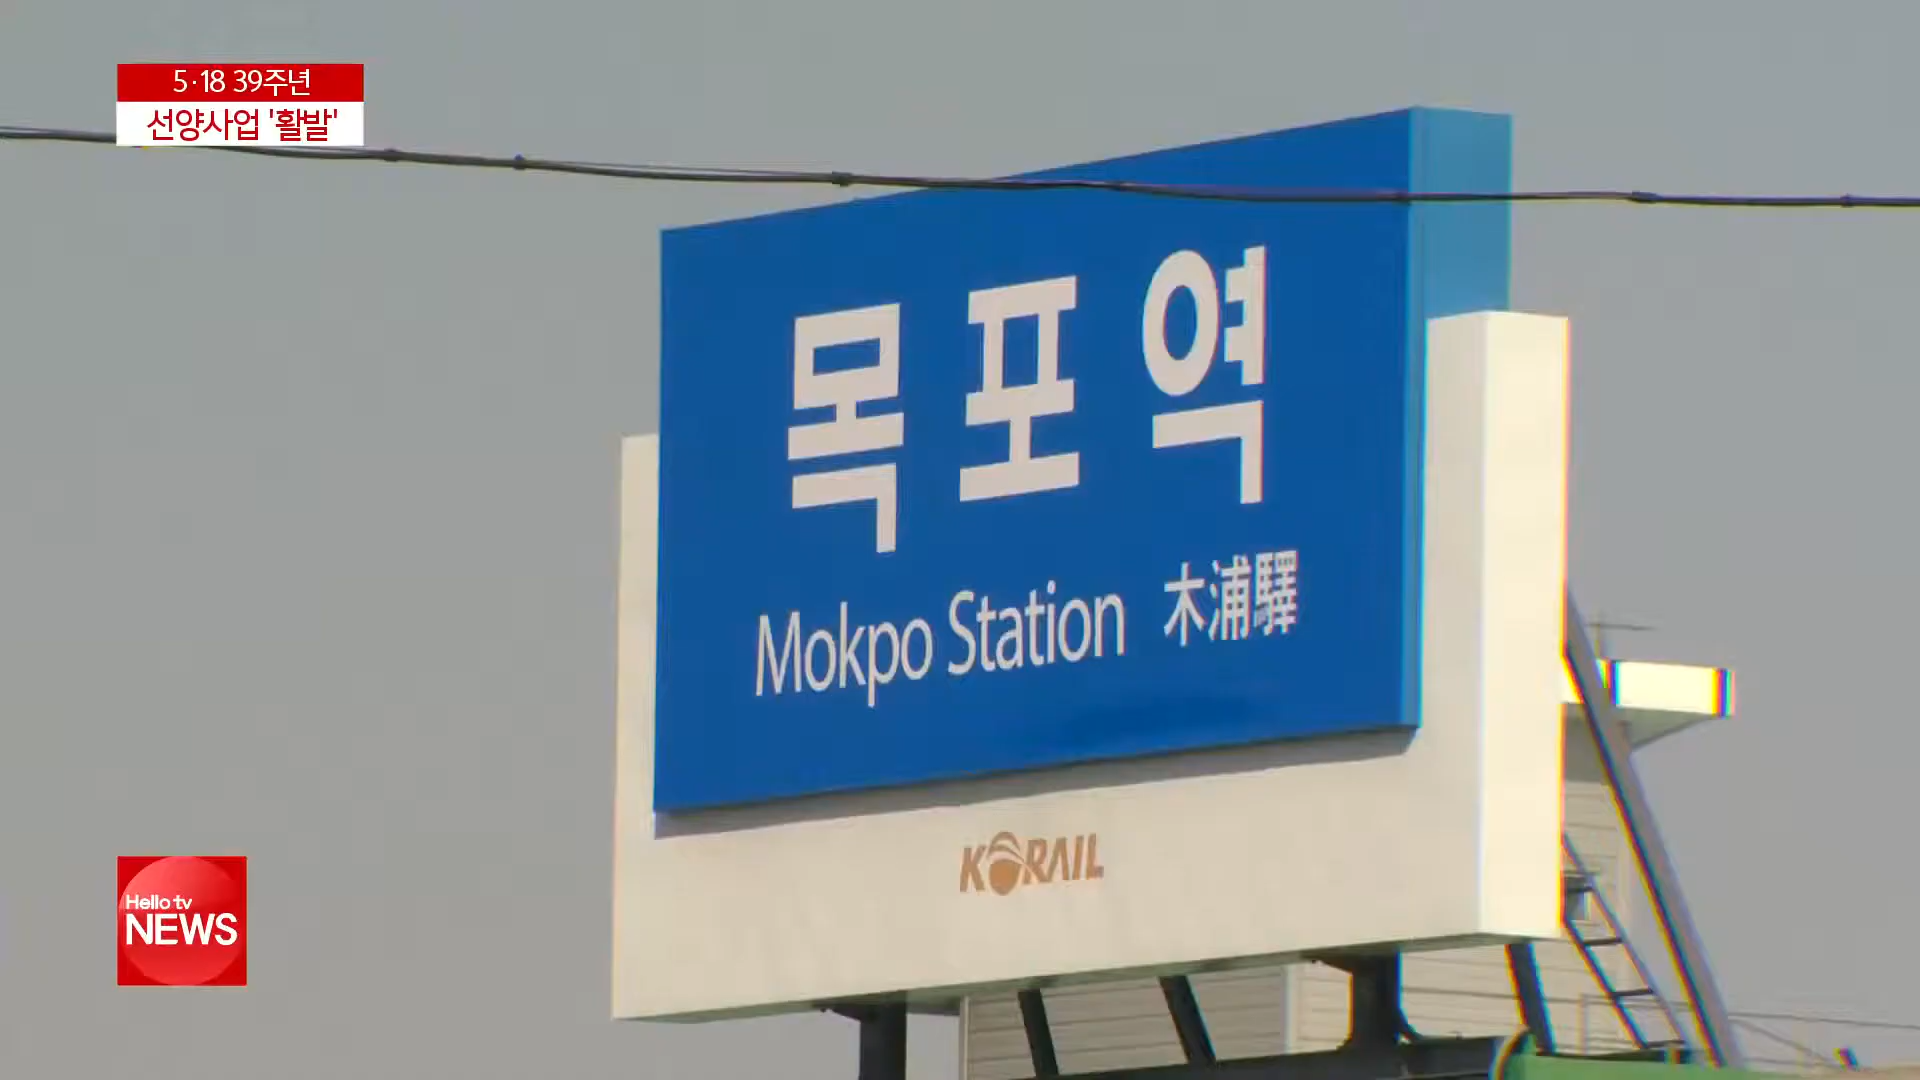 5·18 39주년
선양사업 '활발'
목포역
Mokpo Station 木浦驛
KORAIL
Hello tv
NEWS